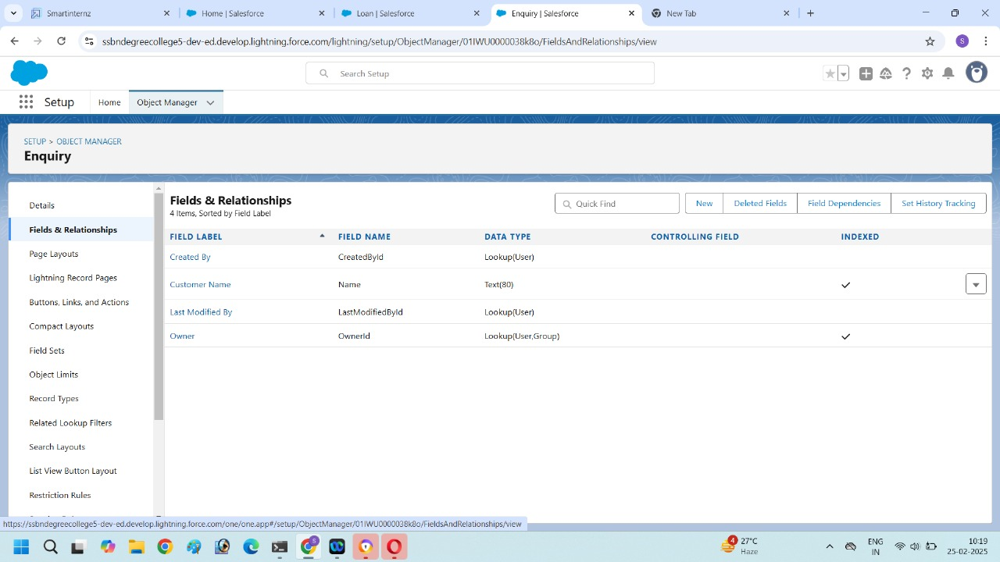 Smartinternz
Home | Salesforce
Loan | Salesforce
Enquiry | Salesforce
New Tab
ssbndegreecollege5-dev-ed.develop.lightning.force.com/lightning/setup/ObjectManager/01IWU0000038k8o/FieldsAndRelationships/view
S
Search Setup
Setup
Home
Object Manager
SETUP > OBJECT MANAGER
Enquiry
Details
Fields & Relationships
Page Layouts
Lightning Record Pages
Buttons, Links, and Actions
Compact Layouts
Field Sets
Object Limits
Record Types
Related Lookup Filters
Search Layouts
List View Button Layout
Restriction Rules
Fields & Relationships
4 Items, Sorted by Field Label
Quick Find
New
Deleted Fields
Field Dependencies
Set History Tracking
FIELD LABEL FIELD NAME DATA TYPE CONTROLLING FIELD INDEXED
Created By CreatedById Lookup(User)
Customer Name Name Text(80)
Last Modified By LastModifiedById Lookup(User)
Owner OwnerId Lookup(User,Group)
https://ssbndegreecollege5-dev-ed.develop.lightning.force.com/one/one.app#/setup/ObjectManager/01IWU0000038k8o/FieldsAndRelationships/view
4
27°C
Haze
ENG
IN
10:19
25-02-2025